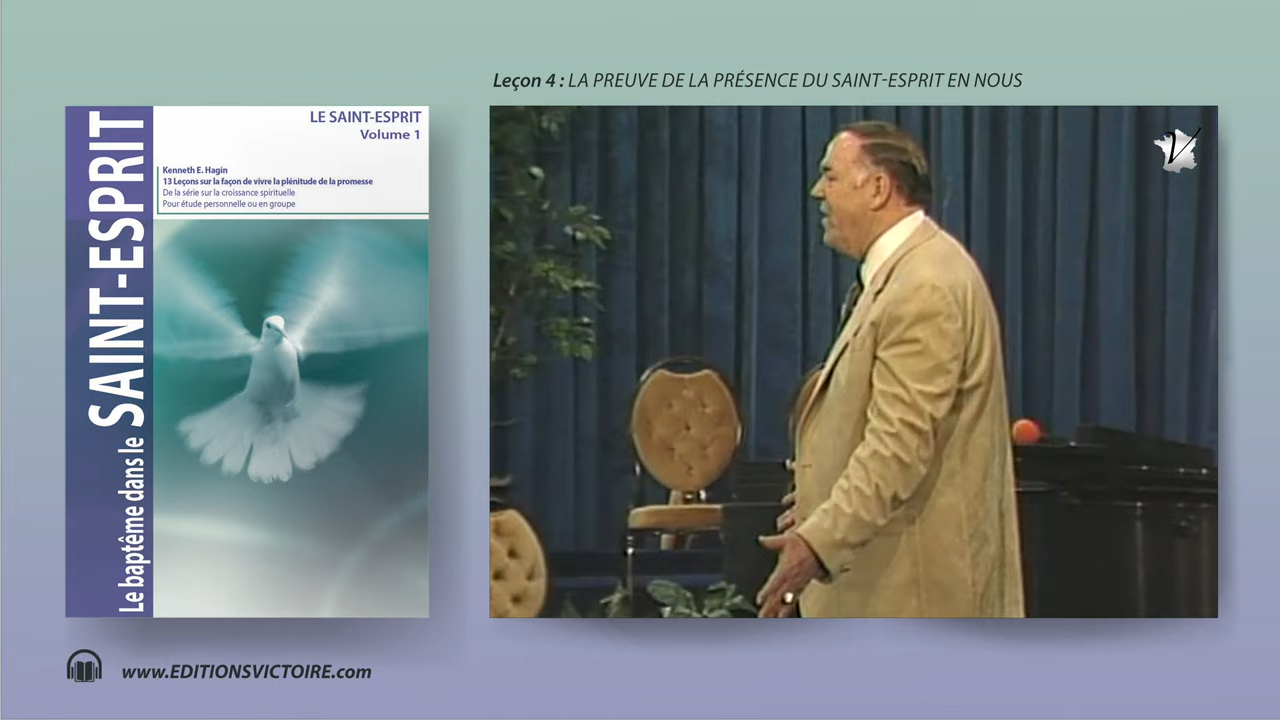 Leçon 4 : LA PREUVE DE LA PRÉSENCE DU SAINT-ESPRIT EN NOUS
LE SAINT-ESPRIT
Volume 1
Kenneth E. Hagin
13 Leçons sur la façon de vivre la plénitude de la promesse
De la série sur la croissance spirituelle
Pour étude personnelle ou en groupe
Le baptême dans le SAINT-ESPRIT
V
www.EDITIONSVICTOIRE.com